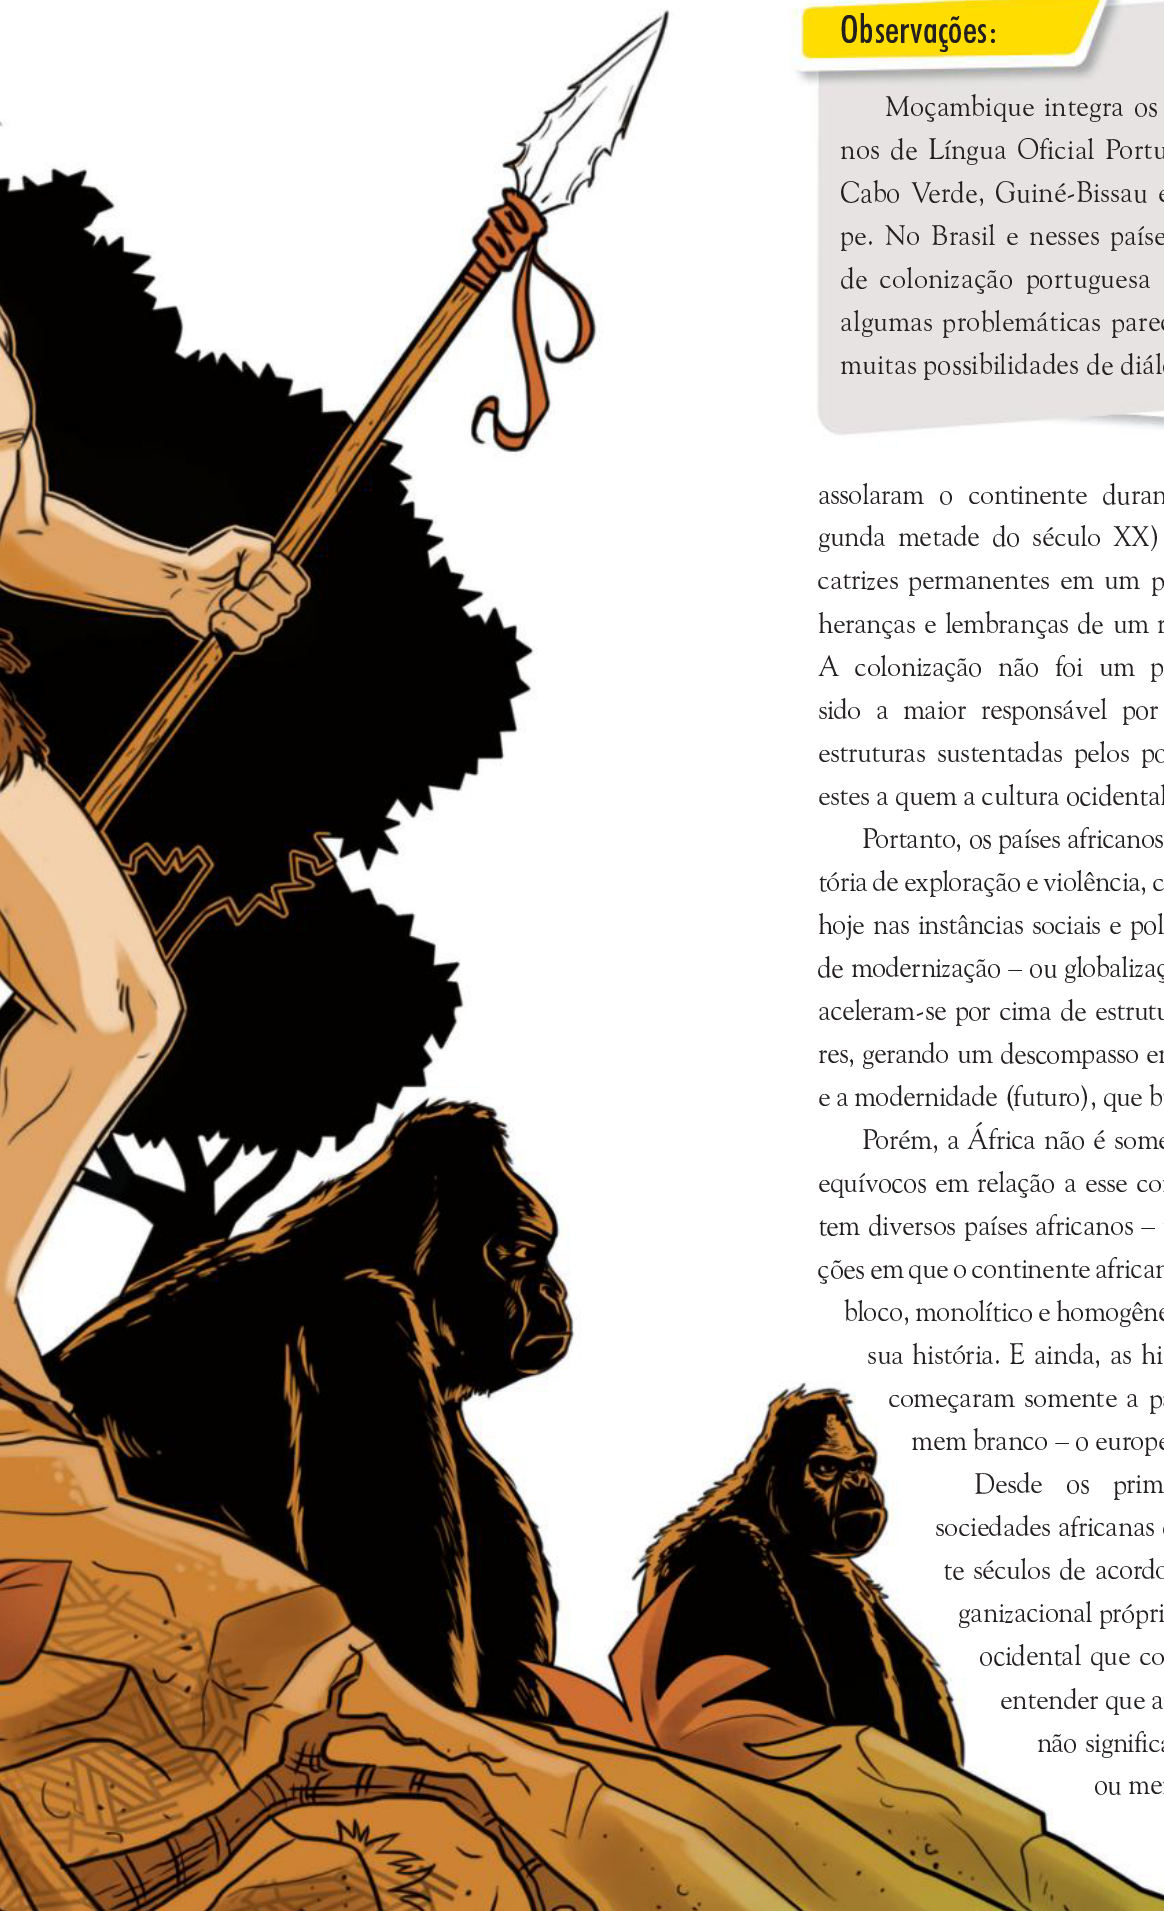 Observações:
Moçambique integra os
nos de Língua Oficial Portu
Cabo Verde, Guiné-Bissau e
pe. No Brasil e nesses paíse
de colonização portuguesa
algumas problemáticas pare
muitas possibilidades de diál
assolaram o continente duran
gunda metade do século XX)
catrizes permanentes em um p
heranças e lembranças de um r
A colonização não foi um p
sido a maior responsável por
estruturas sustentadas pelos po
estes a quem a cultura ocidental
Portanto, os países africanos
tória de exploração e violência, c
hoje nas instâncias sociais e pol
de modernização – ou globalizaç
aceleram-se por cima de estrutu
res, gerando um descompasso en
e a modernidade (futuro), que b
Porém, a África não é some
equívocos em relação a esse con
tem diversos países africanos –
ções em que o continente african
bloco, monolítico e homogêne
sua história. E ainda, as hi
começaram somente a pa
mem branco – o europe
Desde os prim
sociedades africanas
te séculos de acordo
ganizacional própri
ocidental que co
entender que a
não significa
ou men